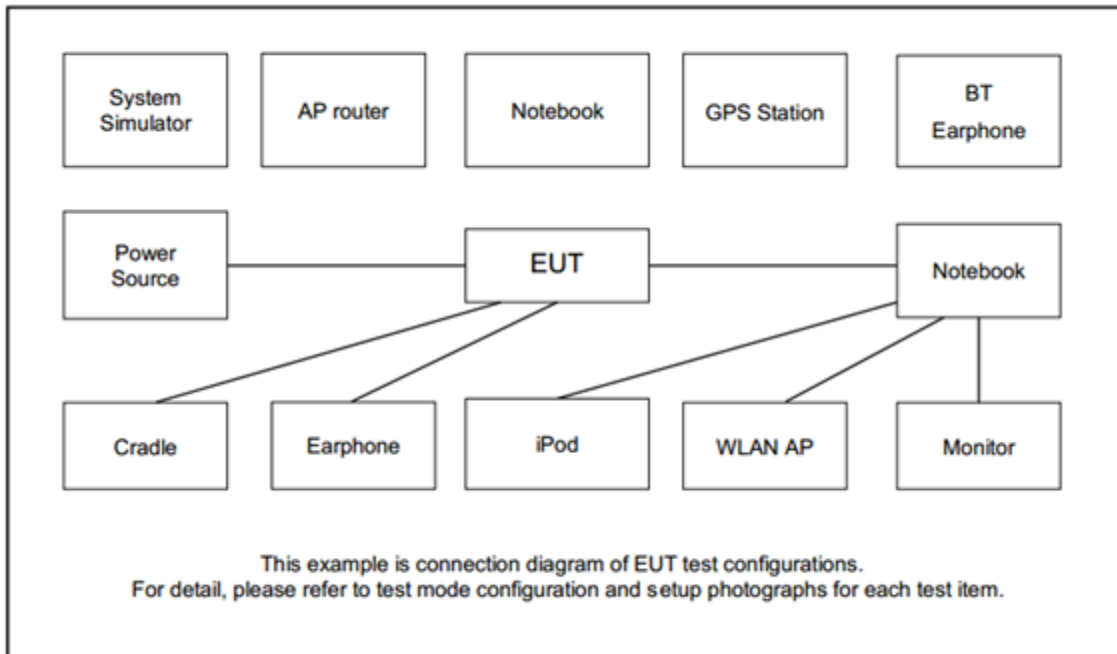 System
Simulator
AP router
Notebook
GPS Station
BT
Earphone
Power
Source
EUT
Notebook
Cradle
Earphone
iPod
WLAN AP
Monitor
This example is connection diagram of EUT test configurations.
For detail, please refer to test mode configuration and setup photographs for each test item.